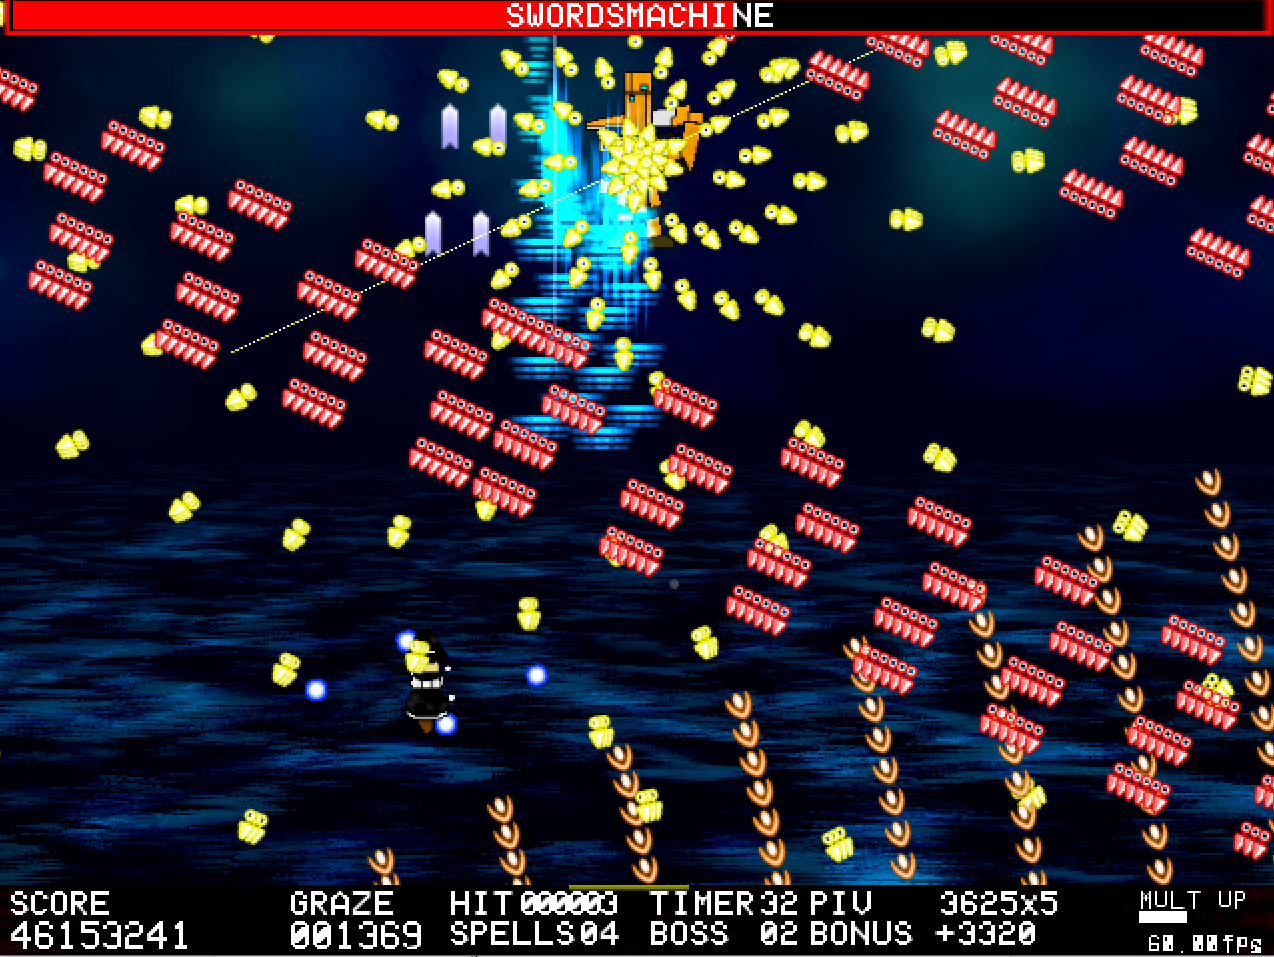 SWORDSMACHINE
SCORE GRAZE HIT 000003 TIMER 32 PIV 3625x5 MULT UP
46153241 001369 SPELLS 04 BOSS 02 BONUS +3320 60.00fps